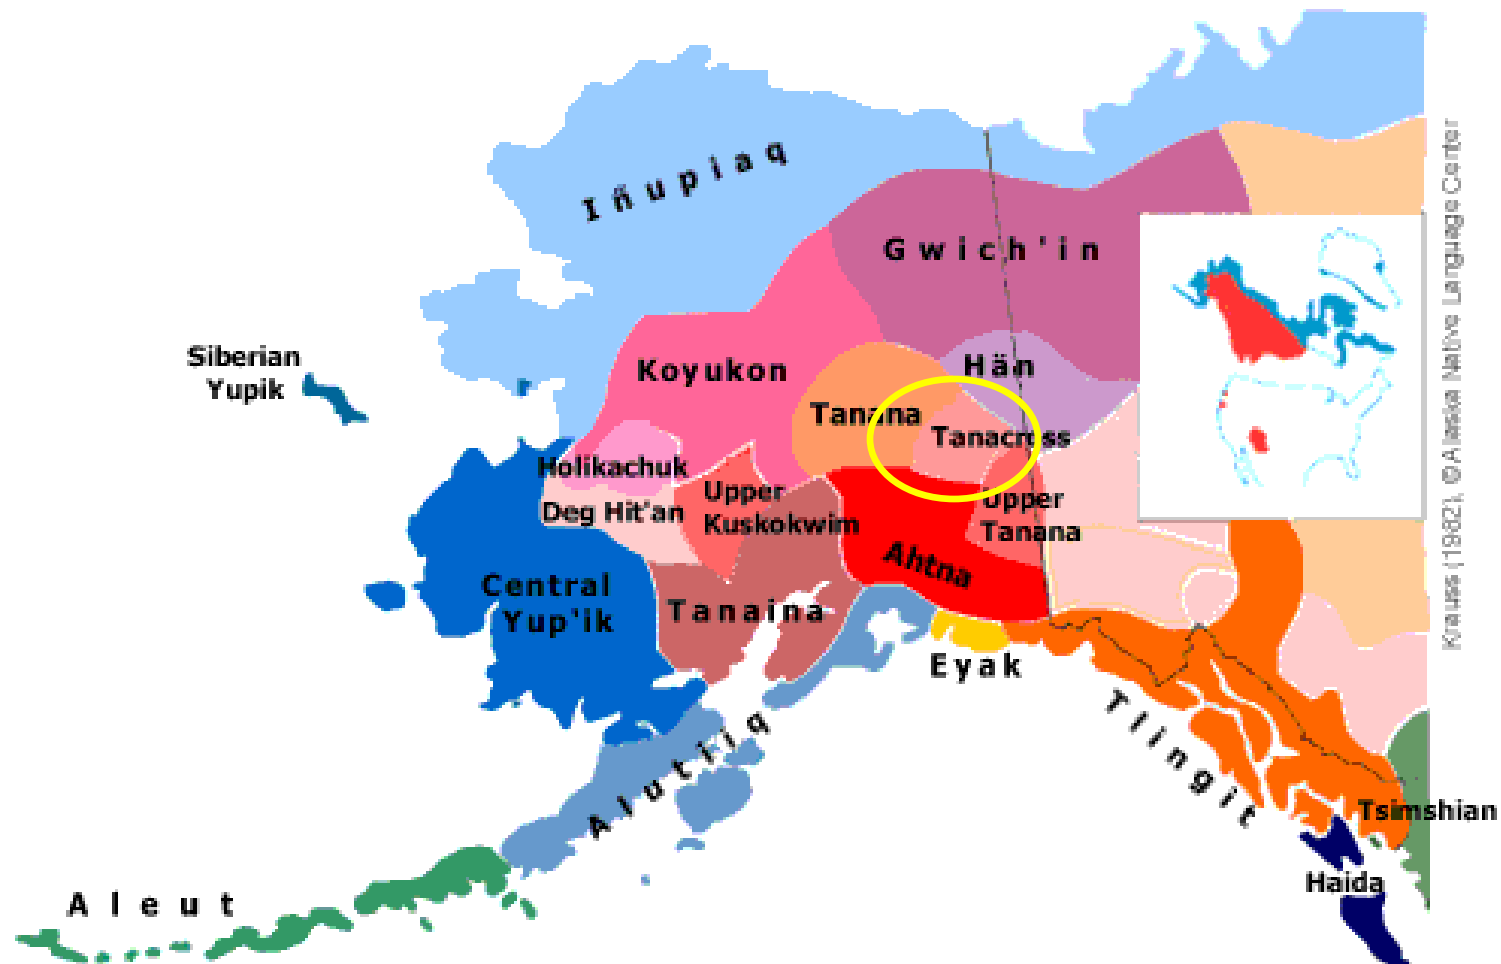 Iñupiaq
Gwich'in
Siberian
Yupik
Koyukon
Hän
Tanana
Tanacross
Holikachuk
Deg Hit'an
Upper
Kuskokwim
Upper
Tanana
Ahtna
Central
Yup'ik
Tanaina
Eyak
Alutiiq
Tlingit
Tsimshian
Haida
Aleut
Krauss (1982), ©Alaska Native Language Center